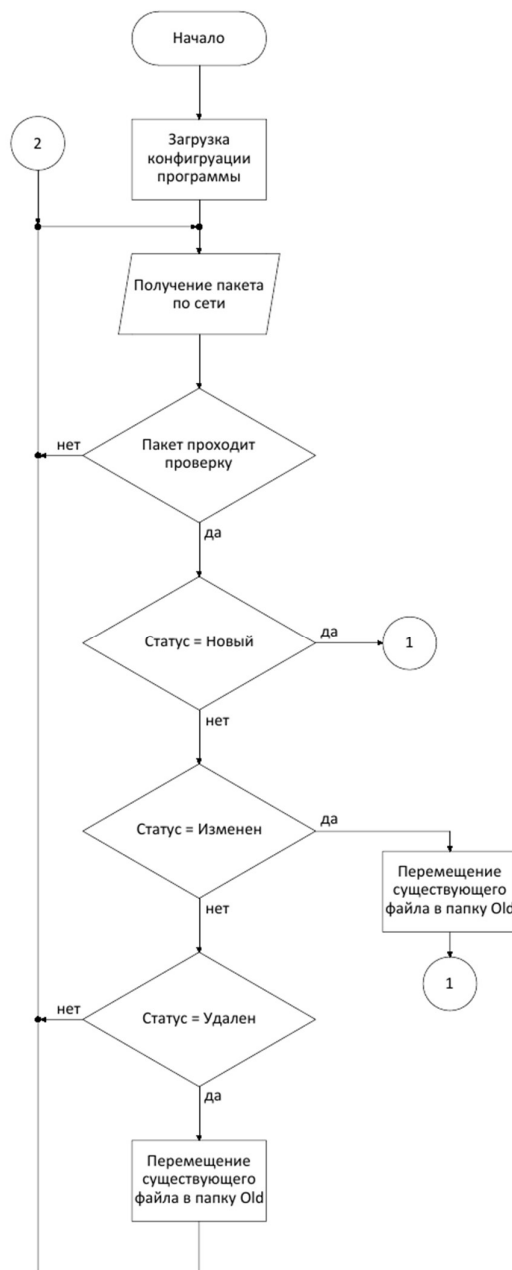 Начало
2
Загрузка
конфигруации
программы
Получение пакета
по сети
нет
Пакет проходит
проверку
да
Статус = Новый
да
1
нет
Статус = Изменен
да
Перемещение
существующего
файла в папку Old
нет
1
нет
Статус = Удален
да
Перемещение
существующего
файла в папку Old